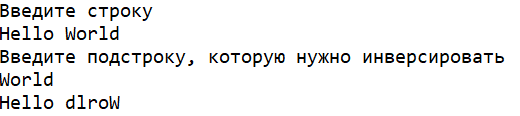 Введите строку
Hello World
Введите подстроку, которую нужно инверсировать
World
Hello dlroW